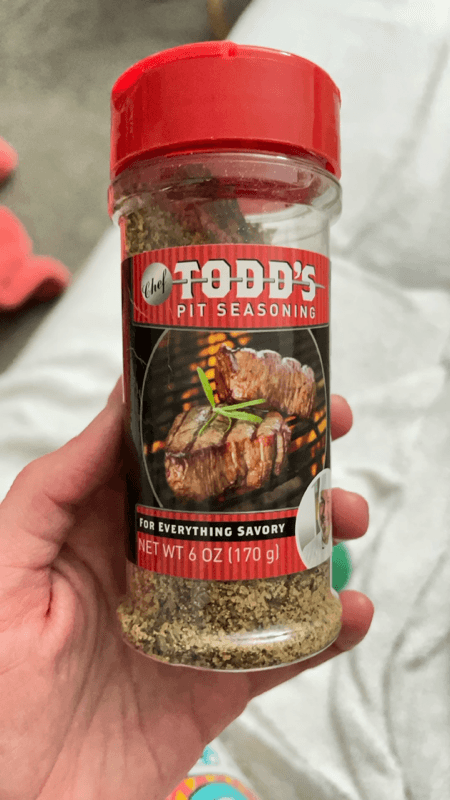 Chef TODD'S
PIT SEASONING
FOR EVERYTHING SAVORY
NET WT 6 OZ (170 g)